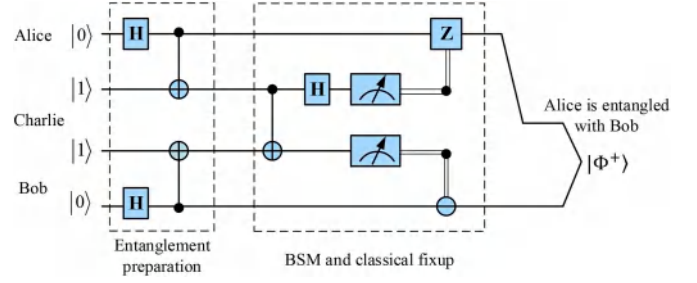 Alice |0⟩ H Z
|1⟩ H
Charlie
|1⟩
Bob |0⟩ H
Alice is entangled
with Bob
|Φ⁺⟩
Entanglement
preparation
BSM and classical fixup